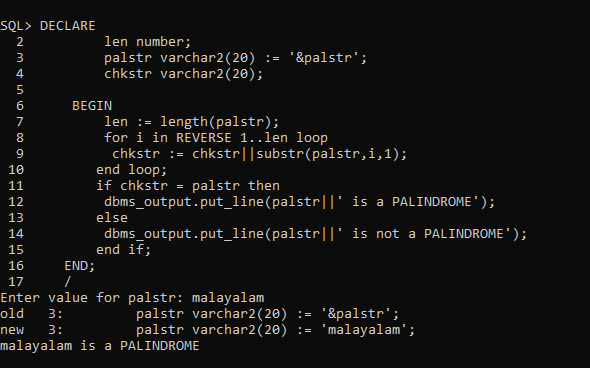 SQL> DECLARE
  2          len number;
  3          palstr varchar2(20) := '&palstr';
  4          chkstr varchar2(20);
  5
  6      BEGIN
  7          len := length(palstr);
  8          for i in REVERSE 1..len loop
  9           chkstr := chkstr||substr(palstr,i,1);
 10         end loop;
 11         if chkstr = palstr then
 12          dbms_output.put_line(palstr||' is a PALINDROME');
 13         else
 14          dbms_output.put_line(palstr||' is not a PALINDROME');
 15         end if;
 16     END;
 17     /
Enter value for palstr: malayalam
old   3:         palstr varchar2(20) := '&palstr';
new   3:         palstr varchar2(20) := 'malayalam';
malayalam is a PALINDROME